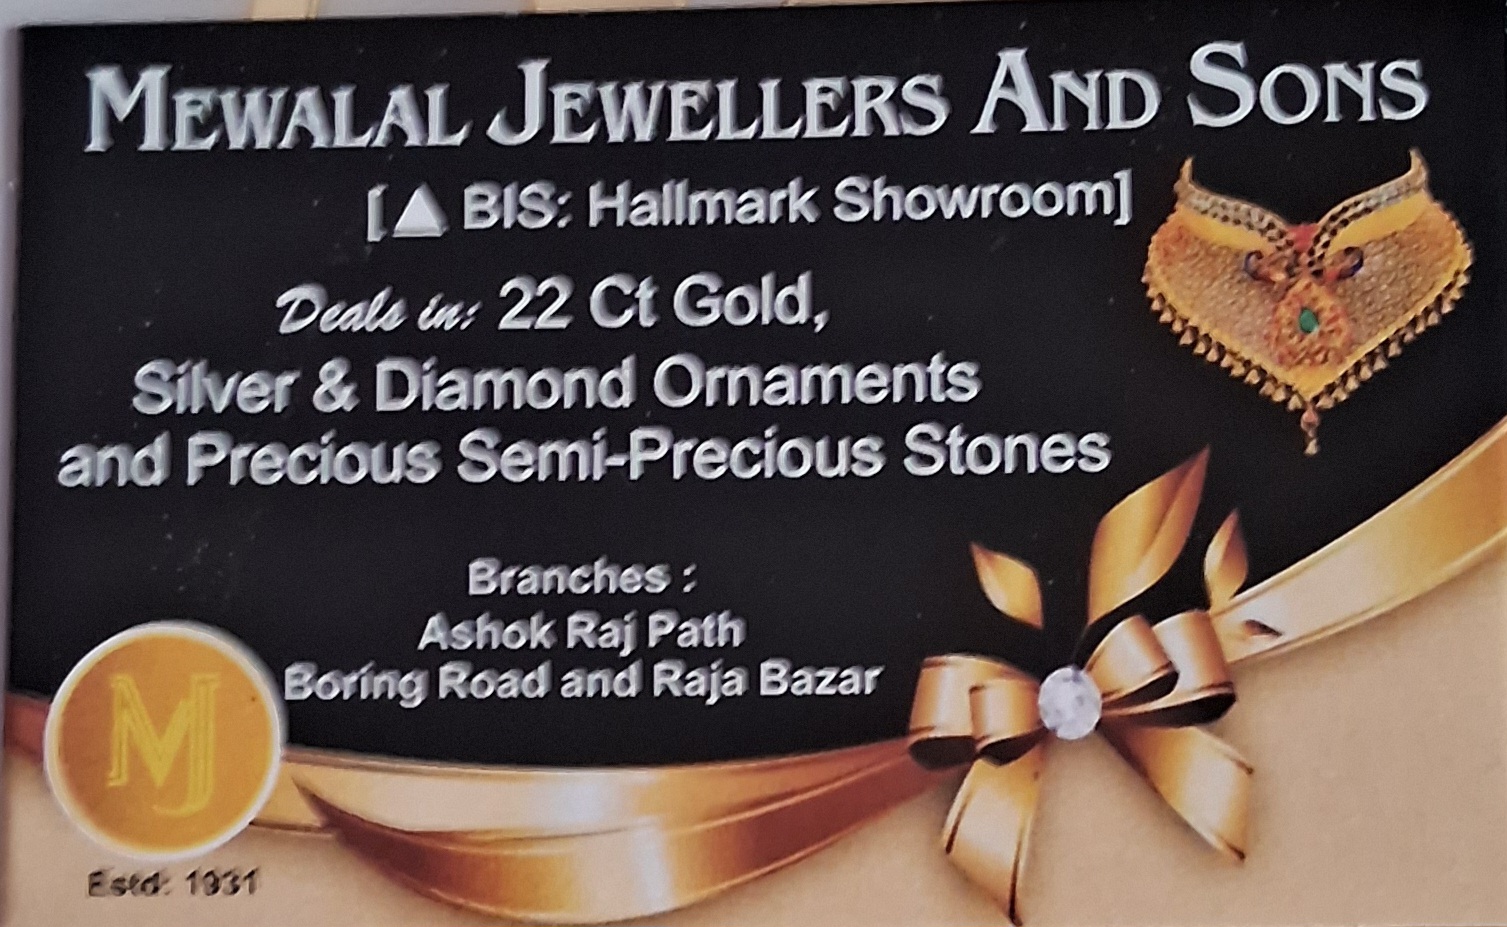 MEWALAL JEWELLERS AND SONS
[▲ BIS: Hallmark Showroom]
Deals in: 22 Ct Gold,
Silver & Diamond Ornaments
and Precious Semi-Precious Stones
Branches :
Ashok Raj Path
Boring Road and Raja Bazar
MJ
Estd: 1931